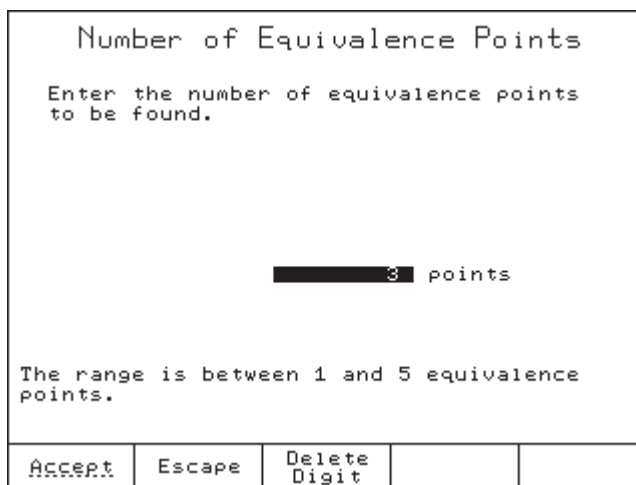 Number of Equivalence Points
Enter the number of equivalence points
to be found.
3 points
The range is between 1 and 5 equivalence
points.
Accept Escape Delete
Digit